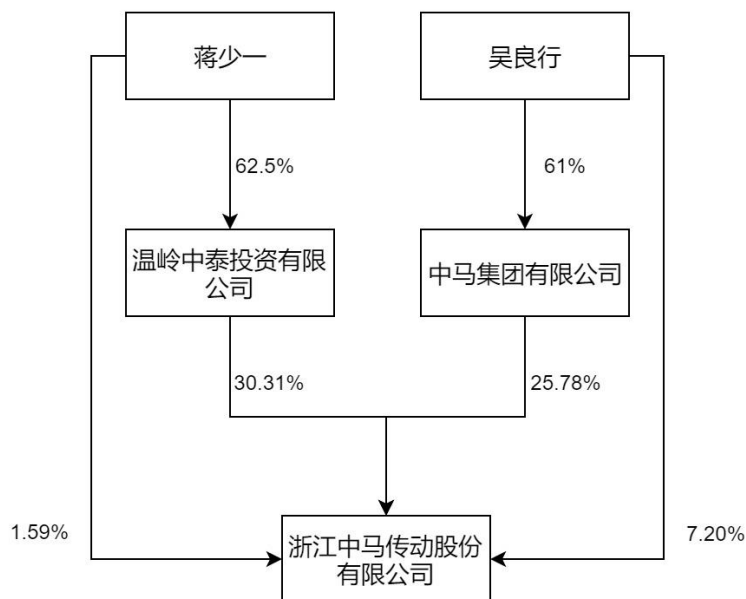 蒋少一
吴良行
62.5%
61%
温岭中泰投资有限
公司
中马集团有限公司
30.31%
25.78%
1.59%
7.20%
浙江中马传动股份
有限公司